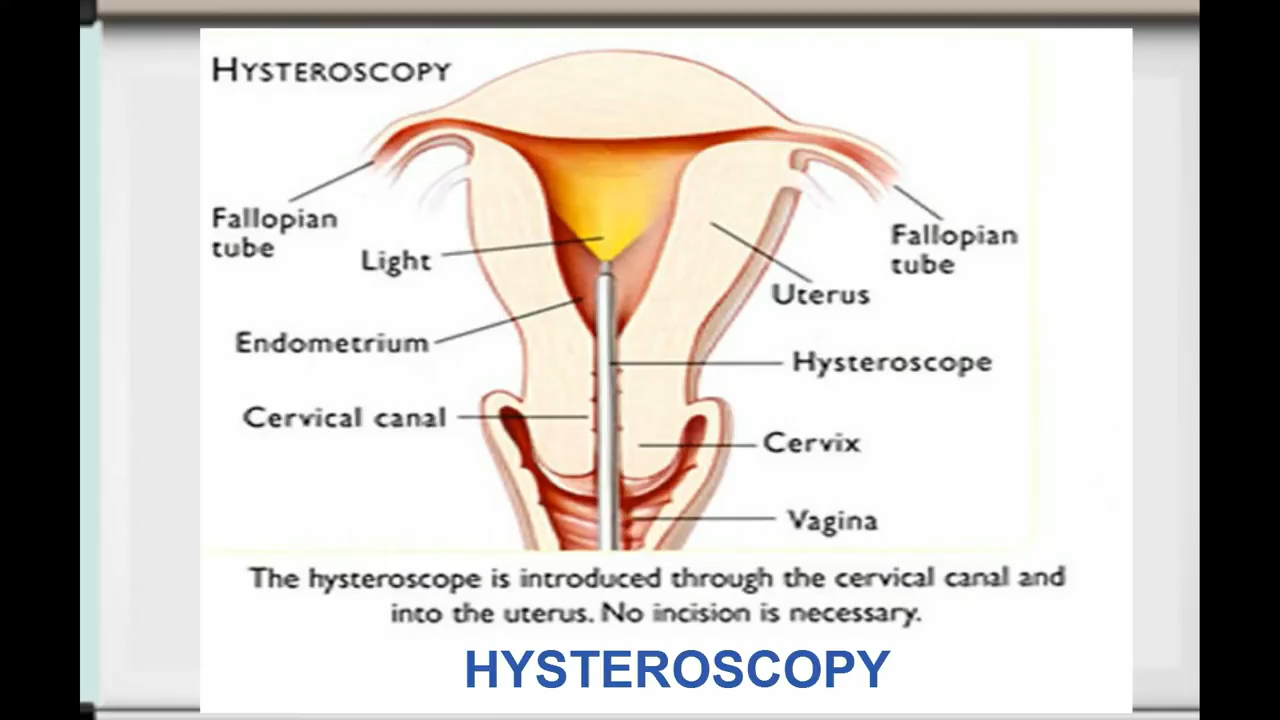 HYSTEROSCOPY
Fallopian
tube
Light
Endometrium
Cervical canal
Fallopian
tube
Uterus
Hysteroscope
Cervix
Vagina
The hysteroscope is introduced through the cervical canal and
into the uterus. No incision is necessary.
HYSTEROSCOPY